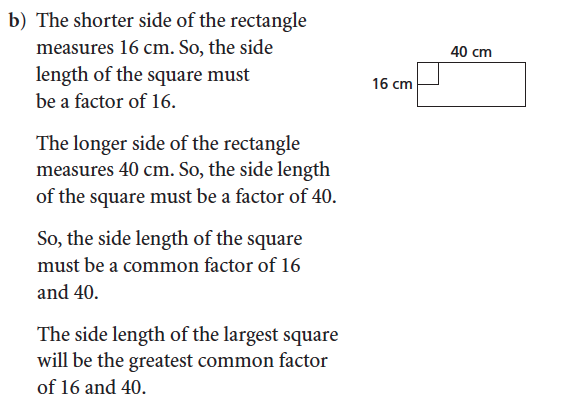 b) The shorter side of the rectangle
measures 16 cm. So, the side
length of the square must
be a factor of 16.
40 cm
16 cm
The longer side of the rectangle
measures 40 cm. So, the side length
of the square must be a factor of 40.
So, the side length of the square
must be a common factor of 16
and 40.
The side length of the largest square
will be the greatest common factor
of 16 and 40.